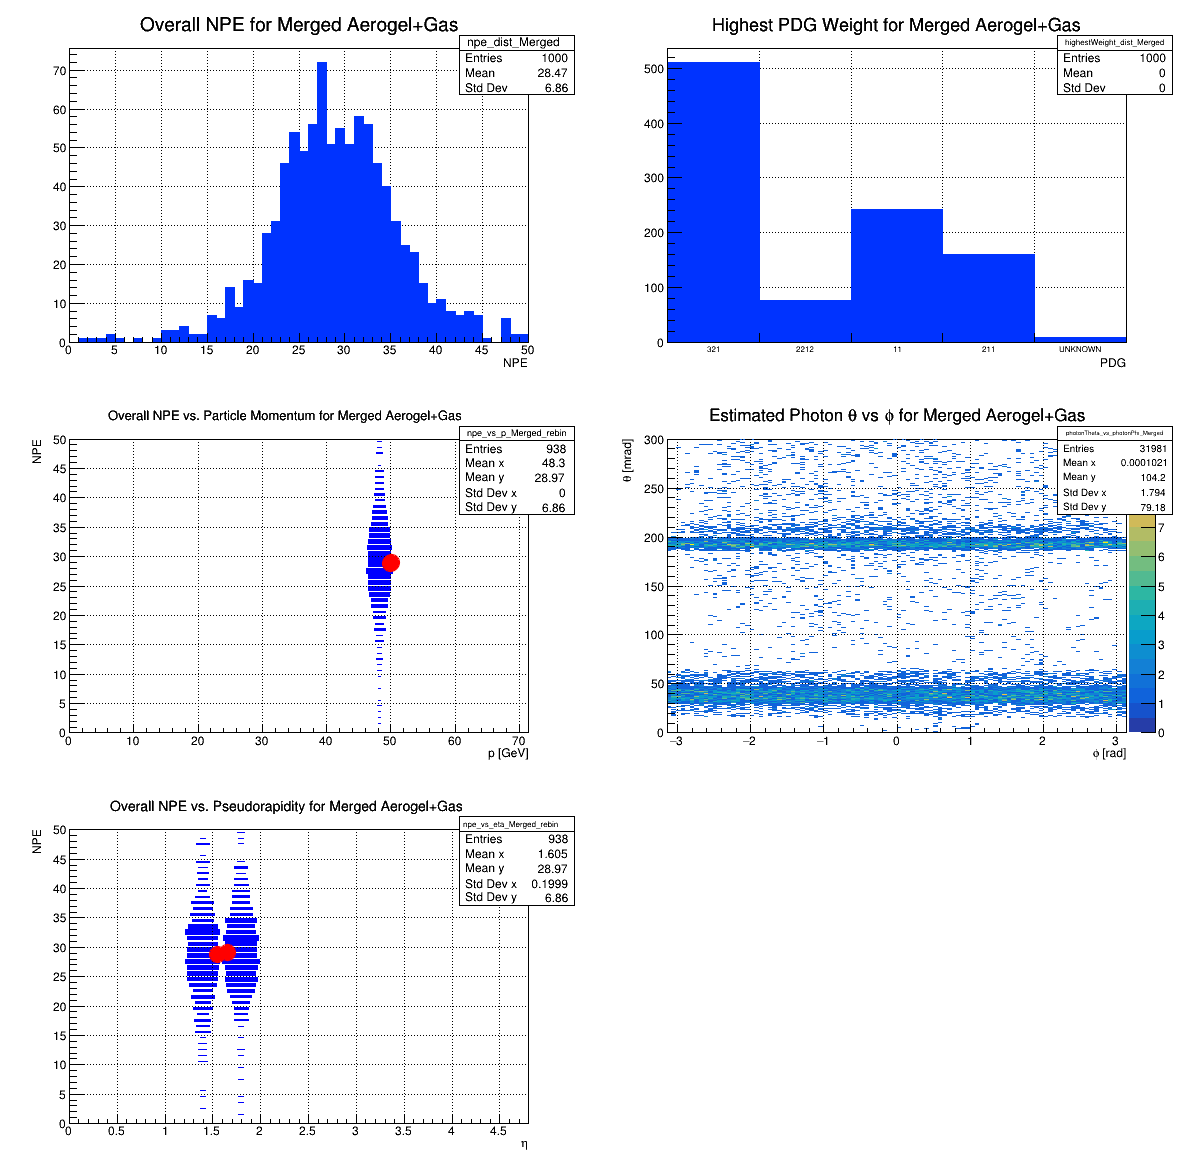 Overall NPE for Merged Aerogel+Gas
npe_dist_Merged
Entries 1000
Mean 28.47
Std Dev 6.86
70
60
50
40
30
20
10
0
0 5 10 15 20 25 30 35 40 45 50
NPE
Highest PDG Weight for Merged Aerogel+Gas
highestWeight_dist_Merged
Entries 1000
Mean 0
Std Dev 0
500
400
300
200
100
0
321 2212 11 211 UNKNOWN
PDG
Overall NPE vs. Particle Momentum for Merged Aerogel+Gas
npe_vs_p_Merged_rebin
Entries 938
Mean x 48.3
Mean y 28.97
Std Dev x 0
Std Dev y 6.86
NPE
50
45
40
35
30
25
20
15
10
5
0
0 10 20 30 40 50 60 70
p [GeV]
Estimated Photon θ vs ϕ for Merged Aerogel+Gas
photonTheta_vs_photonPhi_Merged
Entries 31981
Mean x 0.0001021
Mean y 104.2
Std Dev x 1.794
Std Dev y 79.18
θ [mrad]
300
250
200
150
100
50
0
−3 −2 −1 0 1 2 3
ϕ [rad]
7
6
5
4
3
2
1
0
Overall NPE vs. Pseudorapidity for Merged Aerogel+Gas
npe_vs_eta_Merged_rebin
Entries 938
Mean x 1.605
Mean y 28.97
Std Dev x 0.1999
Std Dev y 6.86
NPE
50
45
40
35
30
25
20
15
10
5
0
0 0.5 1 1.5 2 2.5 3 3.5 4 4.5
η